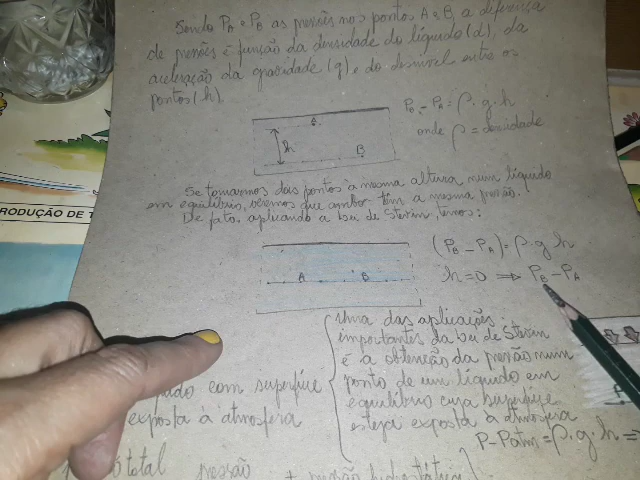 Sendo PB e PB as pressões nos pontos A e B, a diferença
de pressões é função da densidade do líquido (d), da
aceleração da gravidade (g) e do desnível entre os
pontos (h).
PB - PA = ρ.g.h
onde ρ = densidade
A
h
B
Se tomarmos dois pontos à mesma altura num líquido
em equilíbrio, veremos que ambos têm a mesma pressão.
De fato, aplicando a Lei de Stevin, temos:
RODUÇÃO DE T
(PB - PA) = ρ.g h
h = 0 ⇒ PB - PA
A B
Uma das aplicações
importantes da Lei de Stevin
é a obtenção da pressão num
ponto de um líquido em
equilíbrio cuja superfície
esteja exposta à atmosfera
com superfície
exposta à atmosfera
P - Patm = ρ.g.h =
total pressão + pressão hidrostática